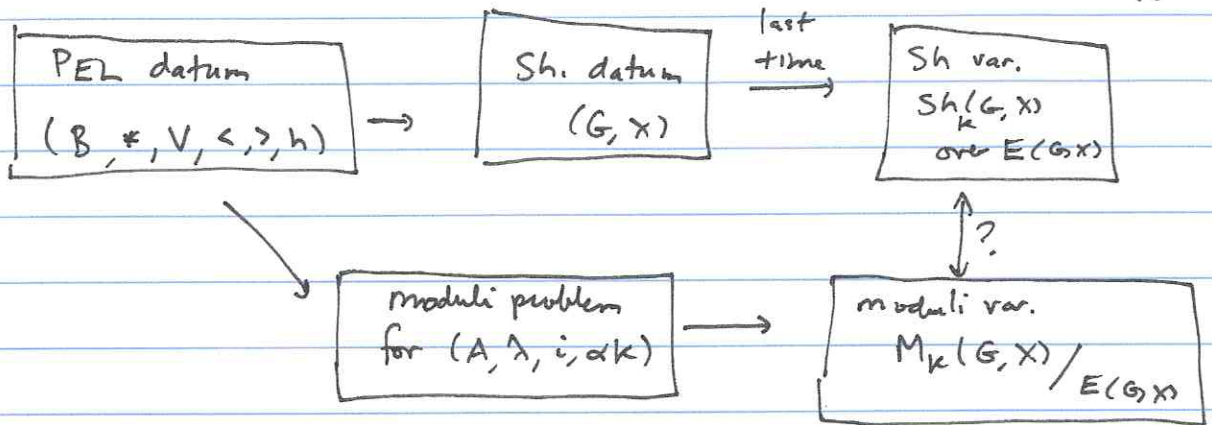 PEL datum
(B, *, V, < , >, h)
→
Sh. datum
(G, X)
last
time
→
Sh var.
Sh_K(G, X)
over E(G,X)
↕ ?
moduli problem
for (A, λ, i, αK)
→
moduli var.
M_K(G, X) / E(G,X)